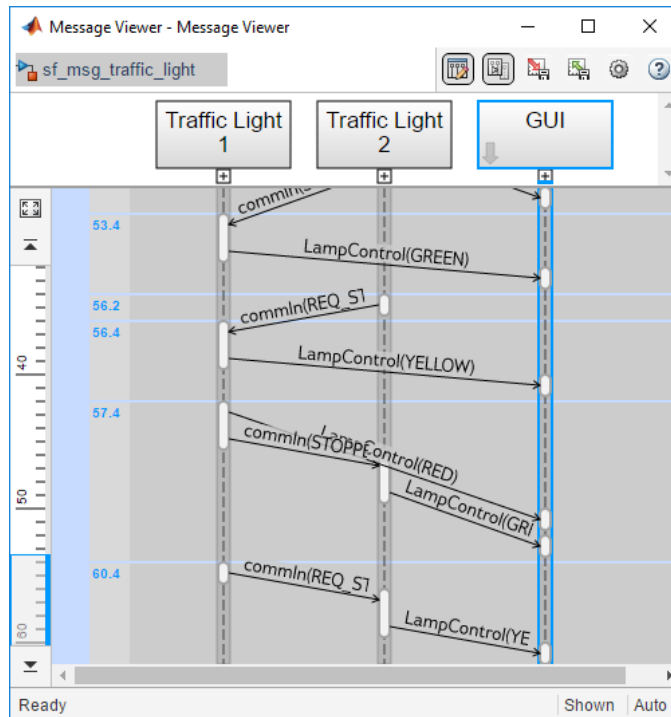 Message Viewer - Message Viewer
sf_msg_traffic_light
Traffic Light
1
Traffic Light
2
GUI
53.4
LampControl(GREEN)
56.2
commIn(REQ_ST
56.4
LampControl(YELLOW)
40
57.4
LampControl(RED)
commIn(STOPPE
50
LampControl(GRE
60.4
commIn(REQ_ST
LampControl(YE
60
Ready
Shown
Auto